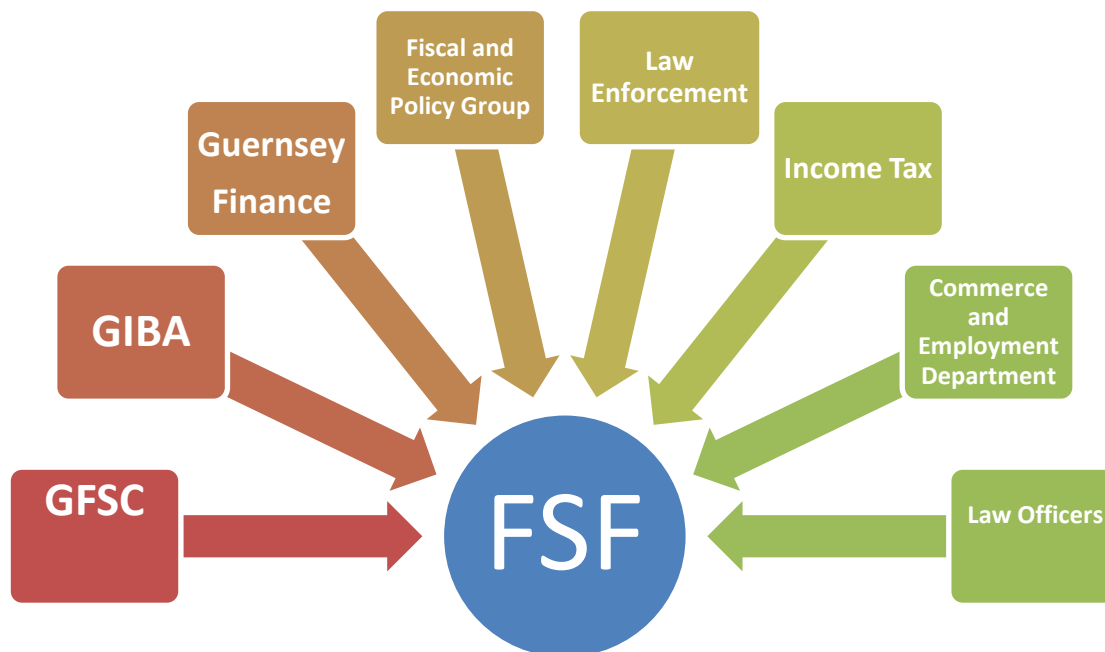 Fiscal and
Economic
Policy Group
Law
Enforcement
Guernsey
Finance
Income Tax
GIBA
Commerce
and
Employment
Department
GFSC
FSF
Law Officers